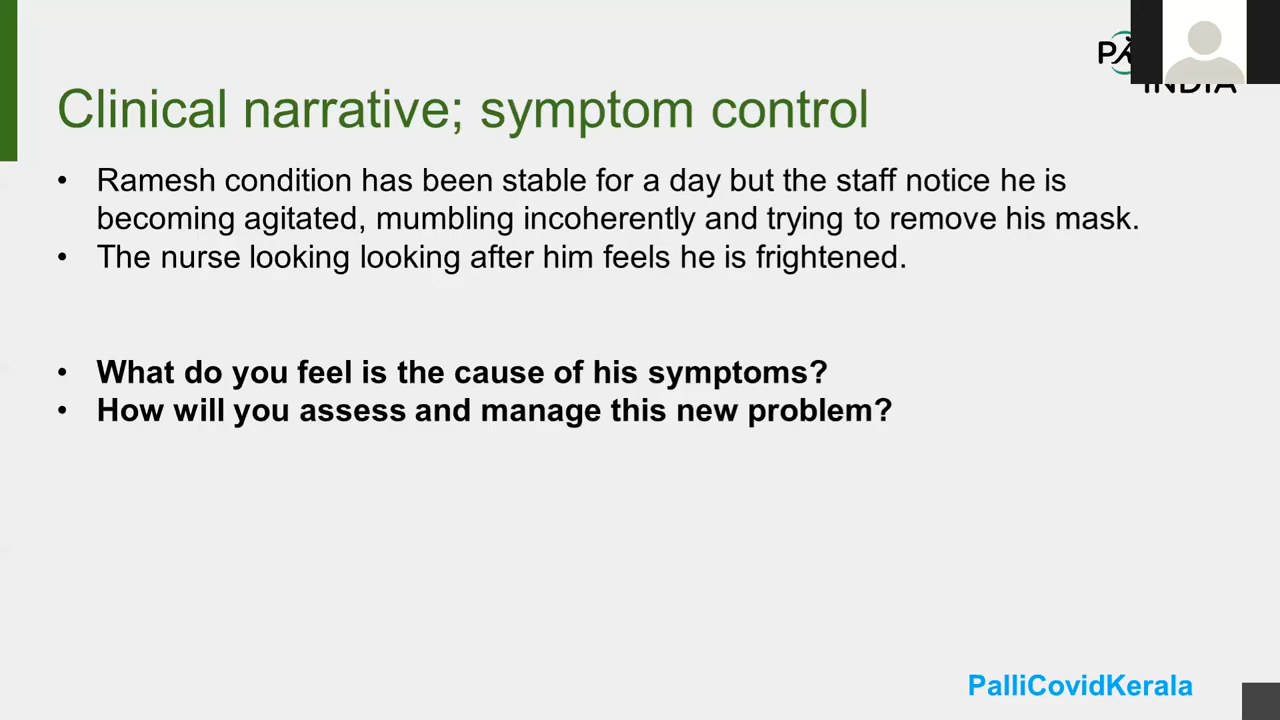 Clinical narrative; symptom control
• Ramesh condition has been stable for a day but the staff notice he is
becoming agitated, mumbling incoherently and trying to remove his mask.
• The nurse looking looking after him feels he is frightened.
• What do you feel is the cause of his symptoms?
• How will you assess and manage this new problem?
INDIA
PalliCovidKerala